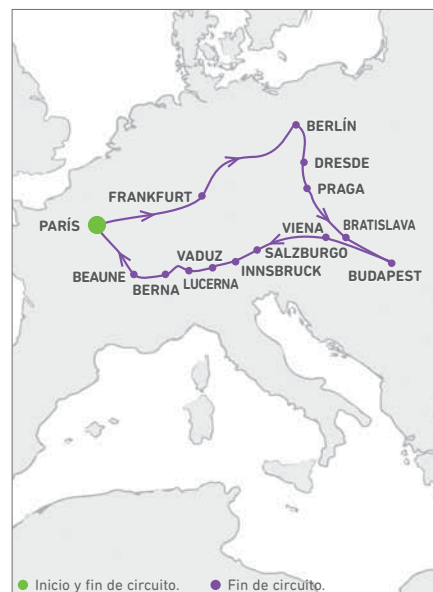 BERLÍN
DRESDE
FRANKFURT
PRAGA
PARÍS
VIENA BRATISLAVA
VADUZ SALZBURGO
BEAUNE LUCERNA INNSBRUCK BUDAPEST
BERNA
Inicio y fin de circuito. Fin de circuito.